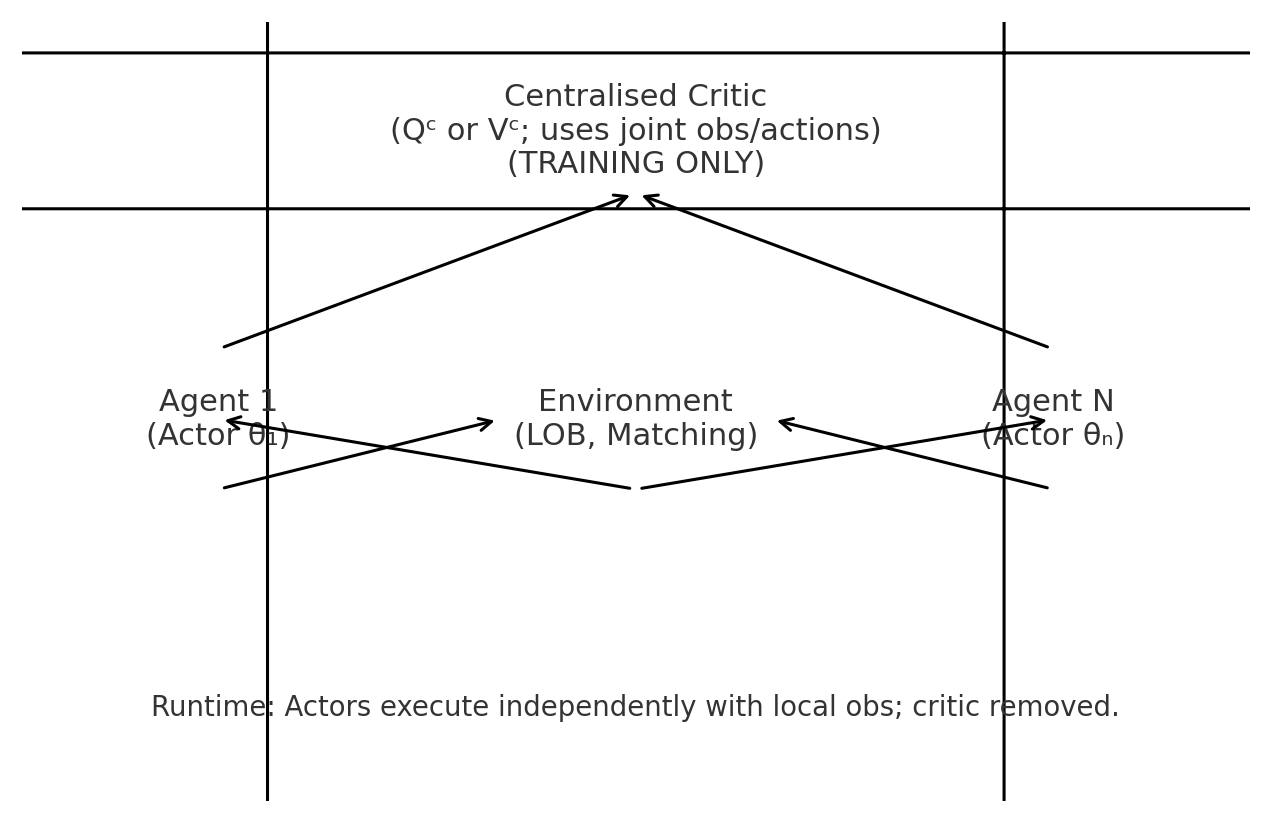 Centralised Critic
(Qᶜ or Vᶜ; uses joint obs/actions)
(TRAINING ONLY)
Agent 1
(Actor θ₁)
Environment
(LOB, Matching)
Agent N
(Actor θₙ)
Runtime: Actors execute independently with local obs; critic removed.